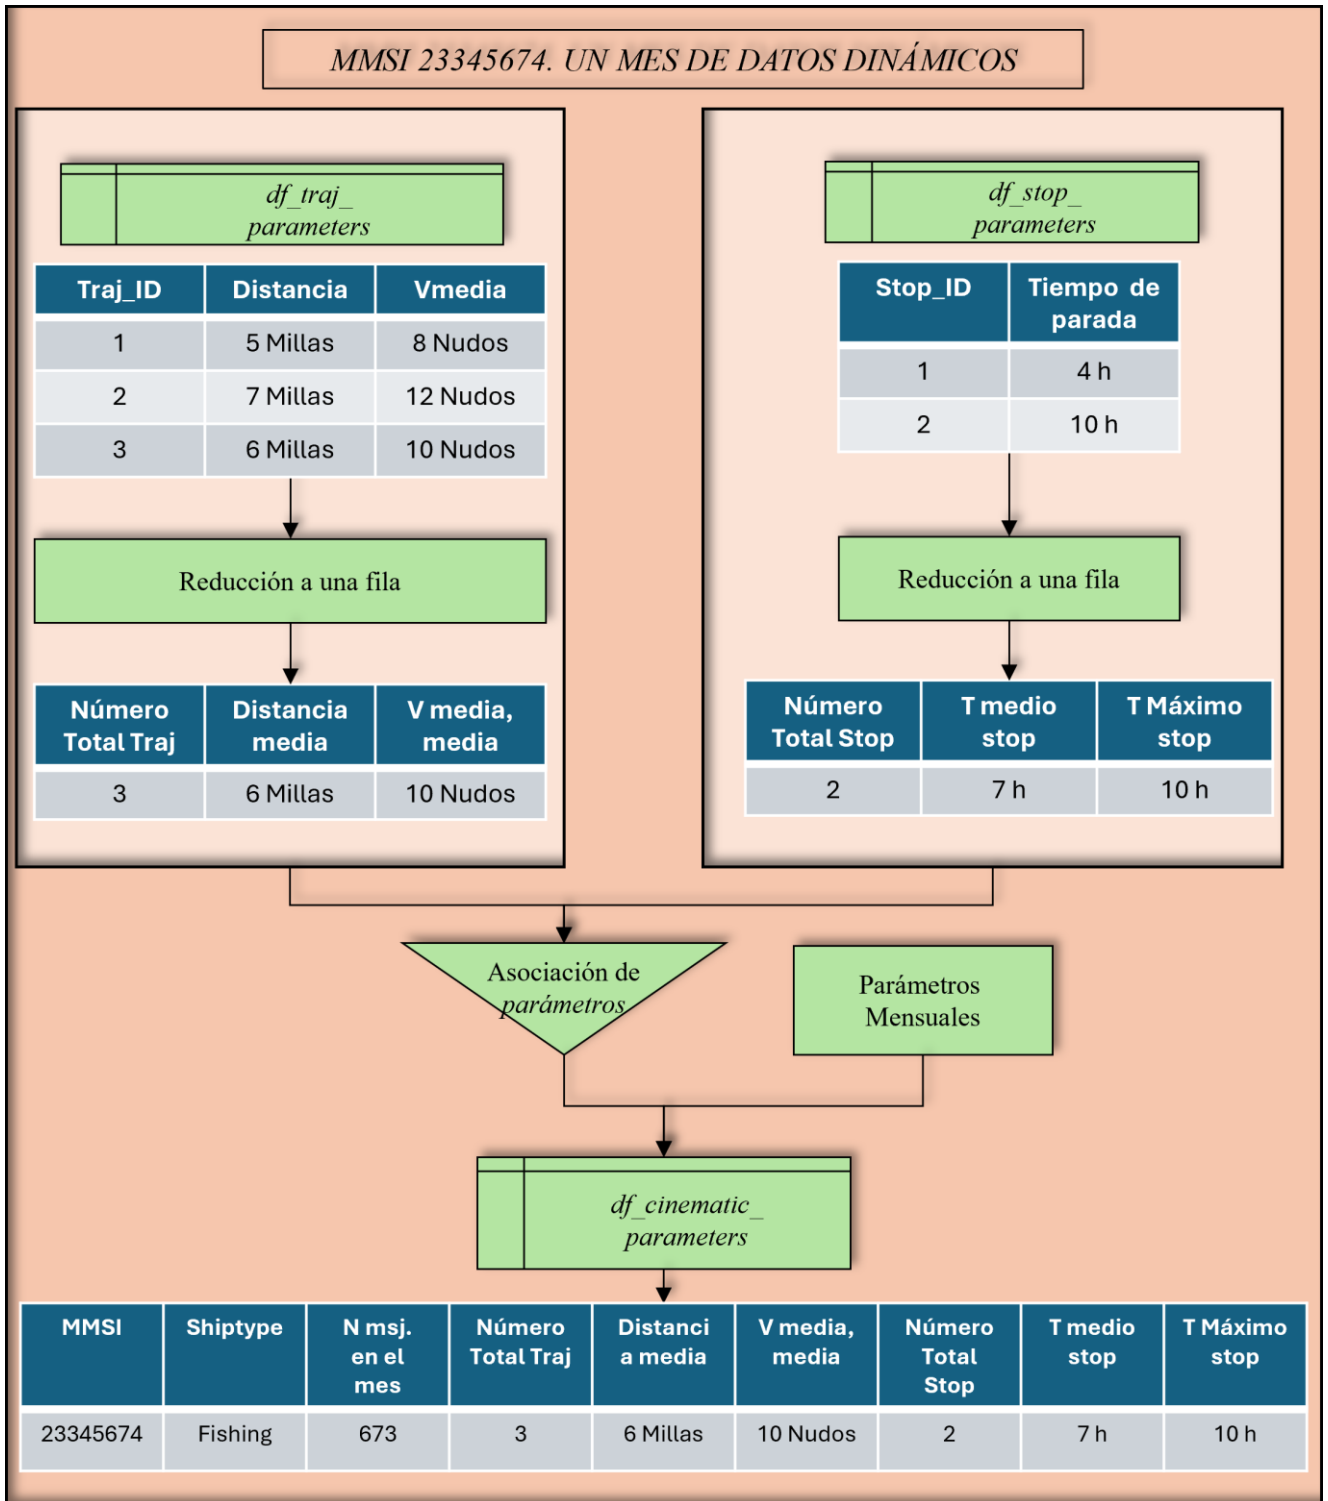 MMSI 23345674. UN MES DE DATOS DINÁMICOS
df_traj_
parameters
Traj_ID Distancia Vmedia
1 5 Millas 8 Nudos
2 7 Millas 12 Nudos
3 6 Millas 10 Nudos
Reducción a una fila
Número Distancia V media,
Total Traj media media
3 6 Millas 10 Nudos
df_stop_
parameters
Stop_ID Tiempo de
parada
1 4 h
2 10 h
Reducción a una fila
Número T medio T Máximo
Total Stop stop stop
2 7 h 10 h
Asociación de
parámetros
Parámetros
Mensuales
df_cinematic_
parameters
MMSI Shiptype N msj. Número Distanci V media, Número T medio T Máximo
en el Total Traj a media media Total stop stop
mes Stop
23345674 Fishing 673 3 6 Millas 10 Nudos 2 7 h 10 h